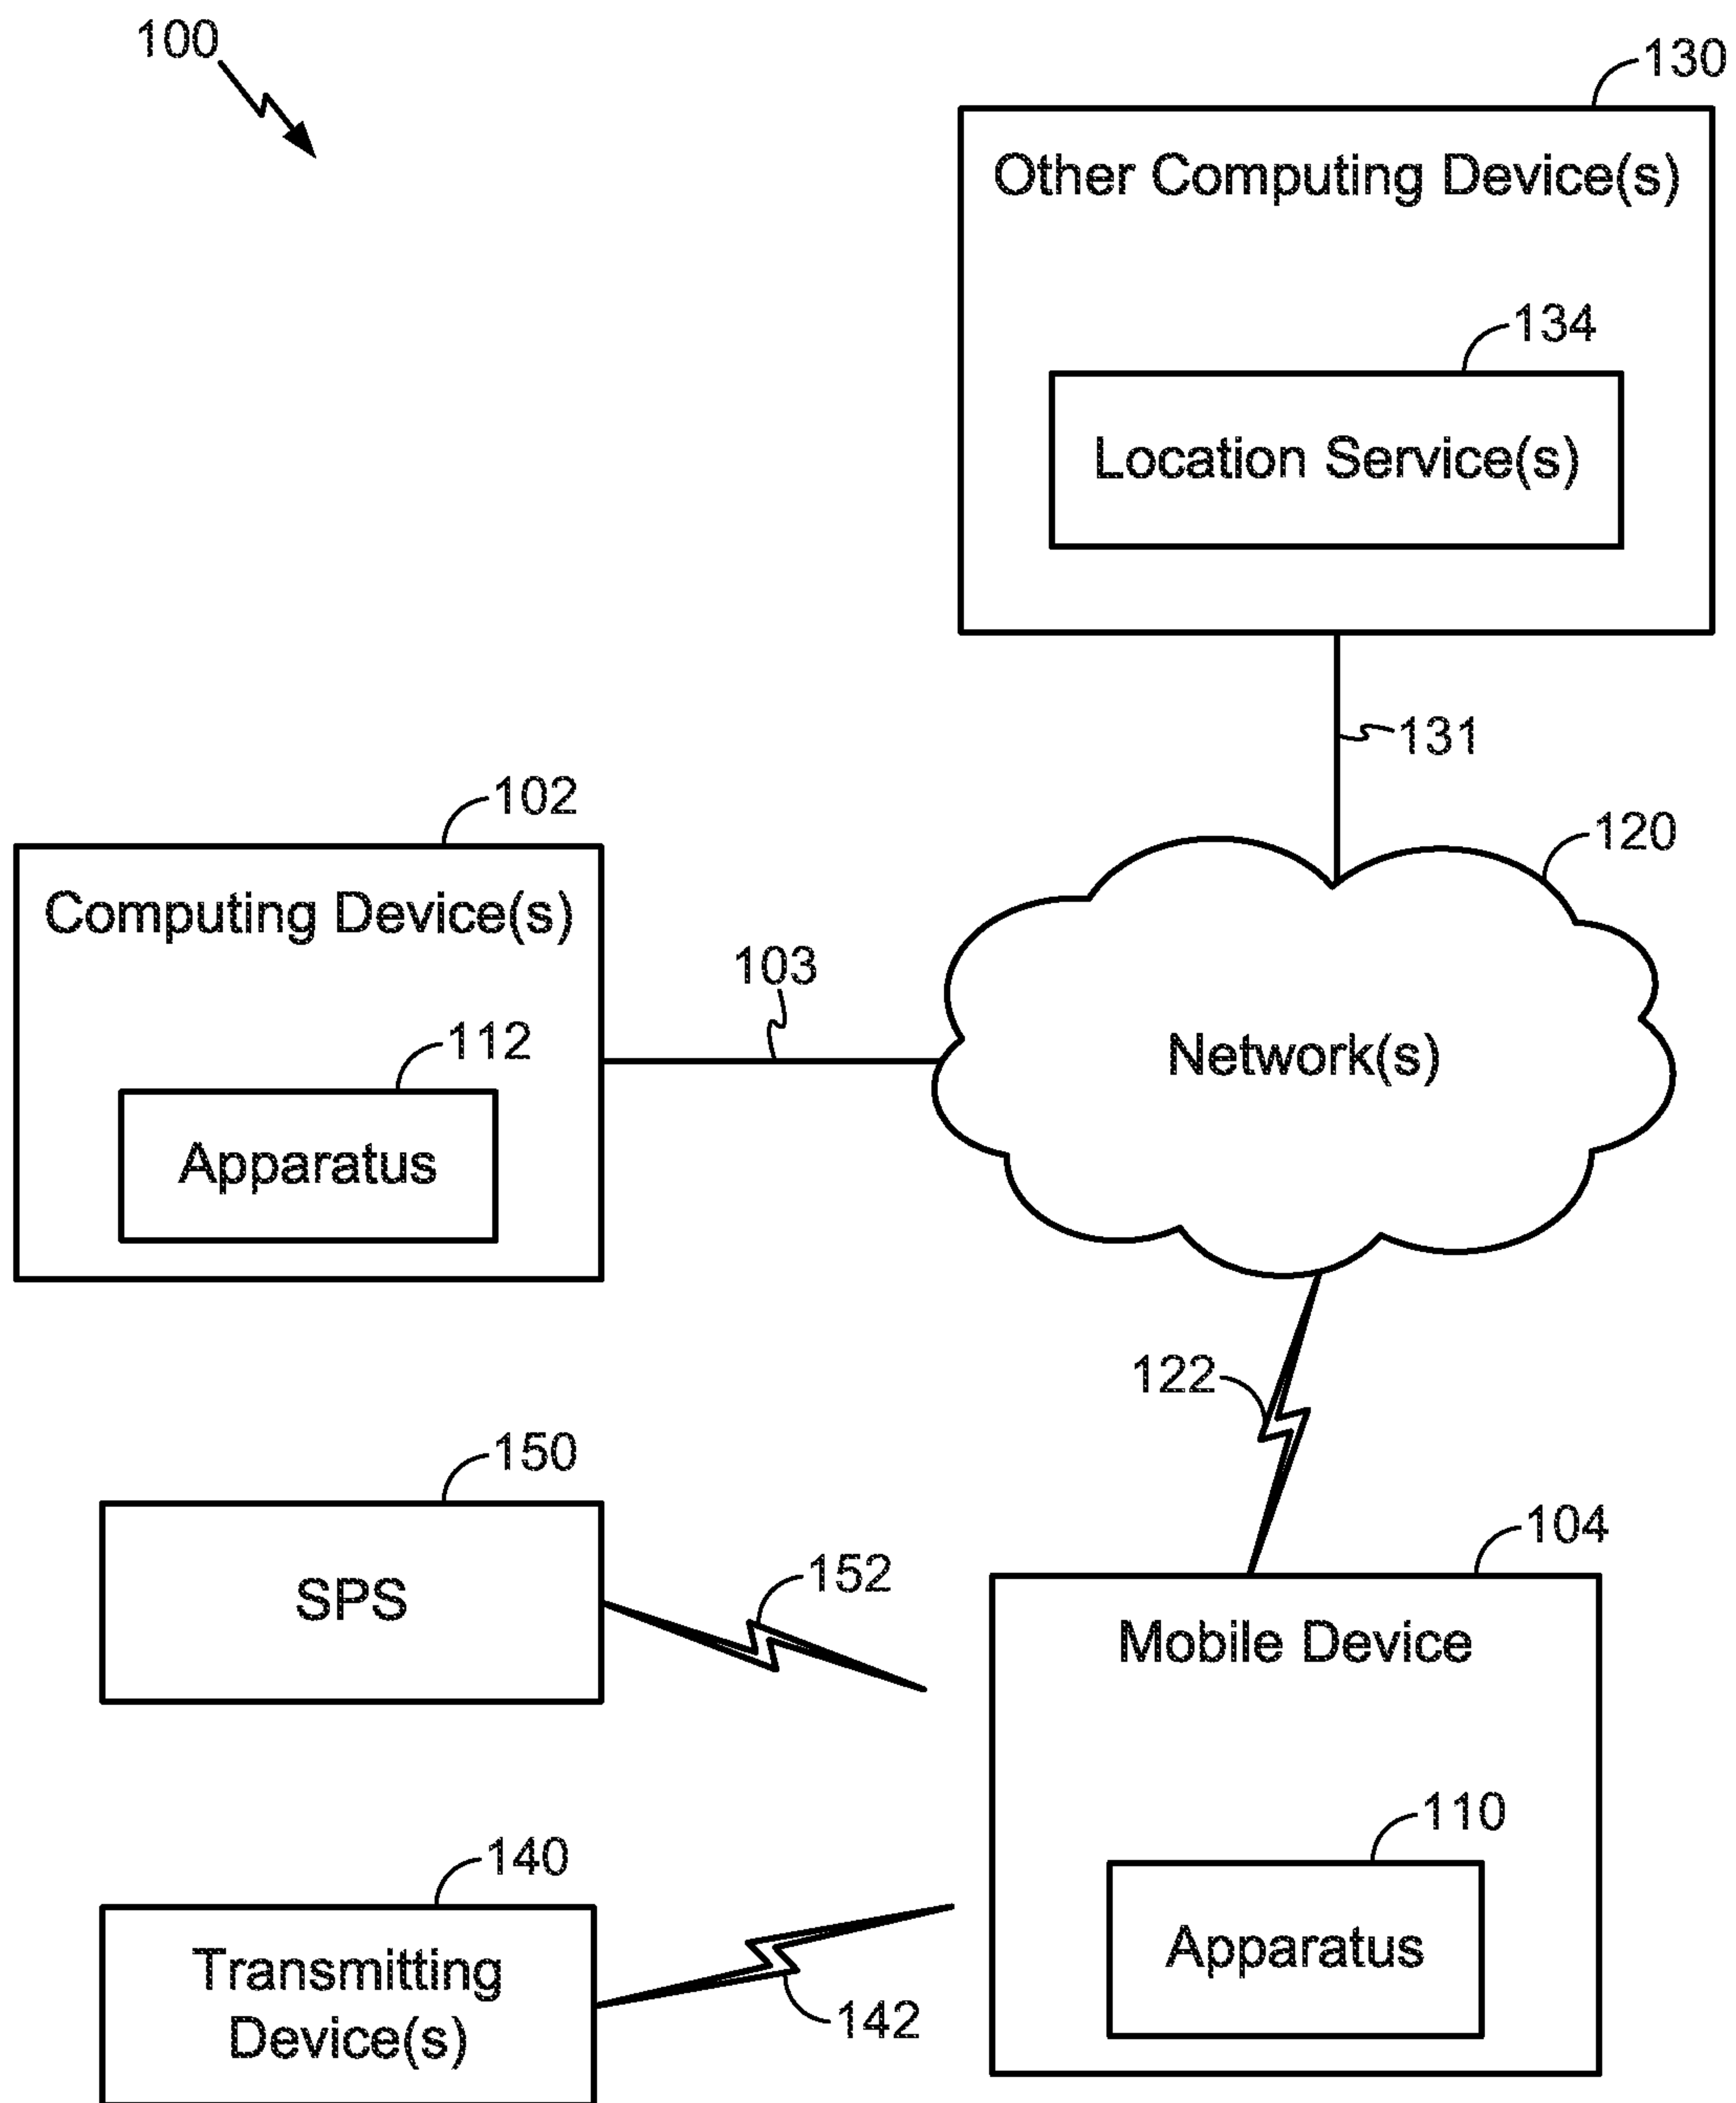 100
130
Other Computing Device(s)
134
Location Service(s)
131
102
120
Computing Device(s)
103
112
Network(s)
Apparatus
122
150
104
152
SPS
Mobile Device
110
140
Apparatus
Transmitting
Device(s)
142